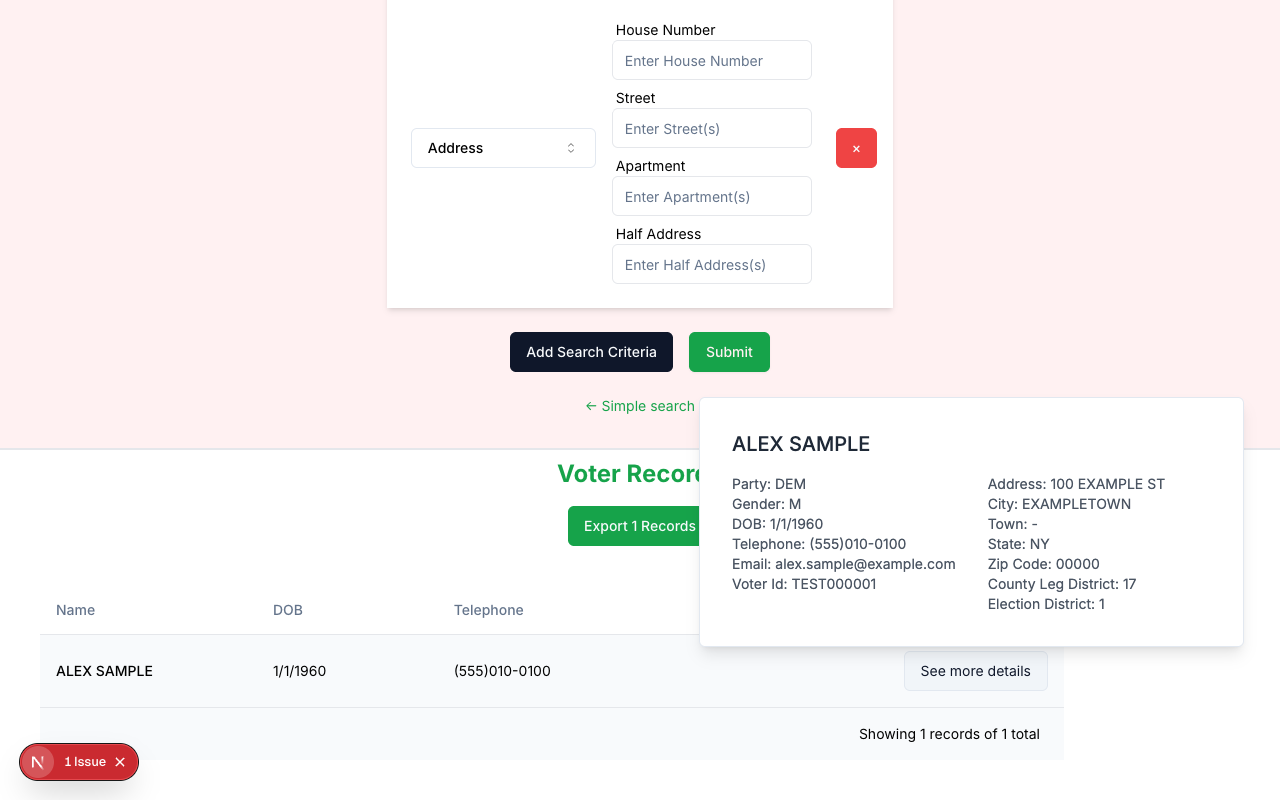 House Number
Enter House Number
Street
Enter Street(s)
Address
×
Apartment
Enter Apartment(s)
Half Address
Enter Half Address(s)
Add Search Criteria
Submit
← Simple search
Voter Record
Export 1 Records
ALEX SAMPLE
Party: DEM
Gender: M
DOB: 1/1/1960
Telephone: (555)010-0100
Email: alex.sample@example.com
Voter Id: TEST000001
Address: 100 EXAMPLE ST
City: EXAMPLETOWN
Town: -
State: NY
Zip Code: 00000
County Leg District: 17
Election District: 1
Name
DOB
Telephone
ALEX SAMPLE
1/1/1960
(555)010-0100
See more details
Showing 1 records of 1 total
N
1 Issue ×